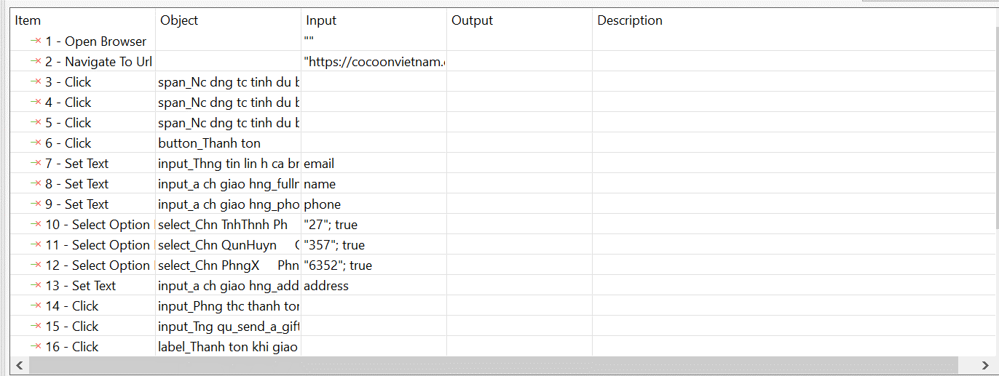 Item Object Input Output Description
1 - Open Browser ""
2 - Navigate To Url "https://cocoonvietnam.
3 - Click span_Nc dng tc tinh du b
4 - Click span_Nc dng tc tinh du b
5 - Click span_Nc dng tc tinh du b
6 - Click button_Thanh ton
7 - Set Text input_Thng tin lin h ca br email
8 - Set Text input_a ch giao hng_fullr name
9 - Set Text input_a ch giao hng_pho phone
10 - Select Option select_Chn TnhThnh Ph "27"; true
11 - Select Option select_Chn QunHuyn "357"; true
12 - Select Option select_Chn PhngX Phn "6352"; true
13 - Set Text input_a ch giao hng_add address
14 - Click input_Phng thc thanh tor
15 - Click input_Tng qu_send_a_gift
16 - Click label_Thanh ton khi giao